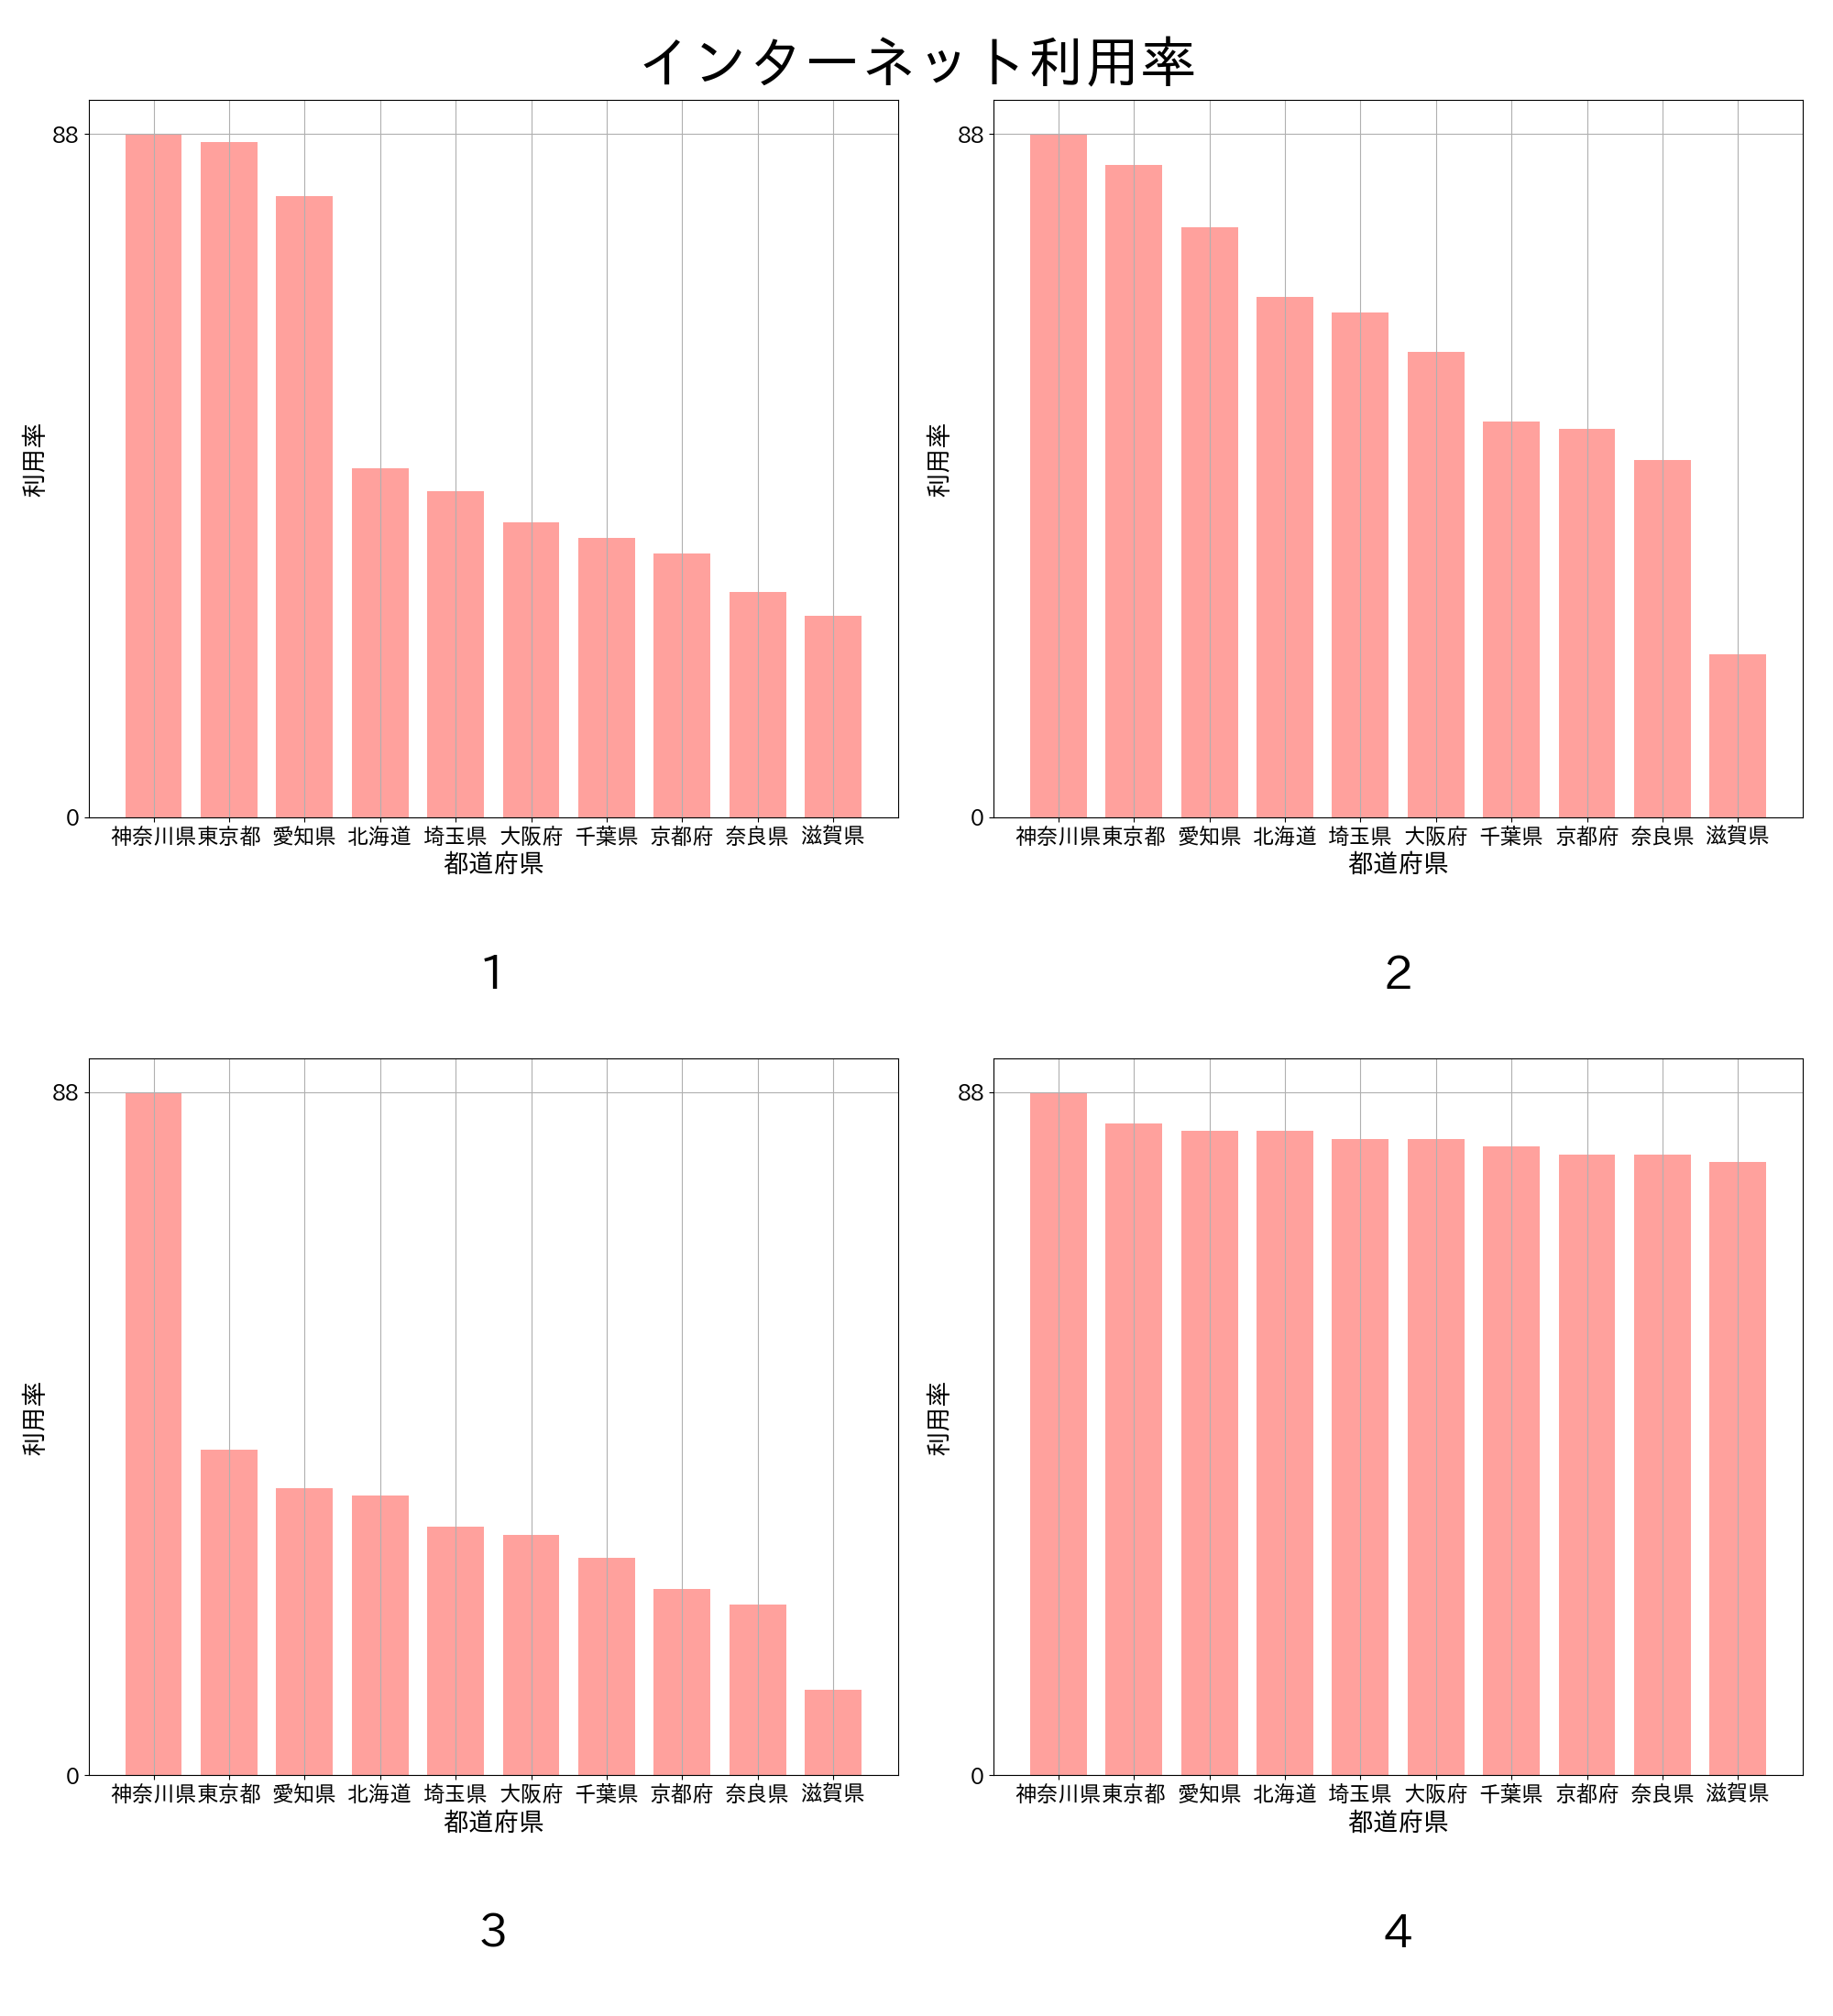 インターネット利用率
88
0
利用率
神奈川県 東京都 愛知県 北海道 埼玉県 大阪府 千葉県 京都府 奈良県 滋賀県
都道府県
1
88
0
利用率
神奈川県 東京都 愛知県 北海道 埼玉県 大阪府 千葉県 京都府 奈良県 滋賀県
都道府県
2
88
0
利用率
神奈川県 東京都 愛知県 北海道 埼玉県 大阪府 千葉県 京都府 奈良県 滋賀県
都道府県
3
88
0
利用率
神奈川県 東京都 愛知県 北海道 埼玉県 大阪府 千葉県 京都府 奈良県 滋賀県
都道府県
4